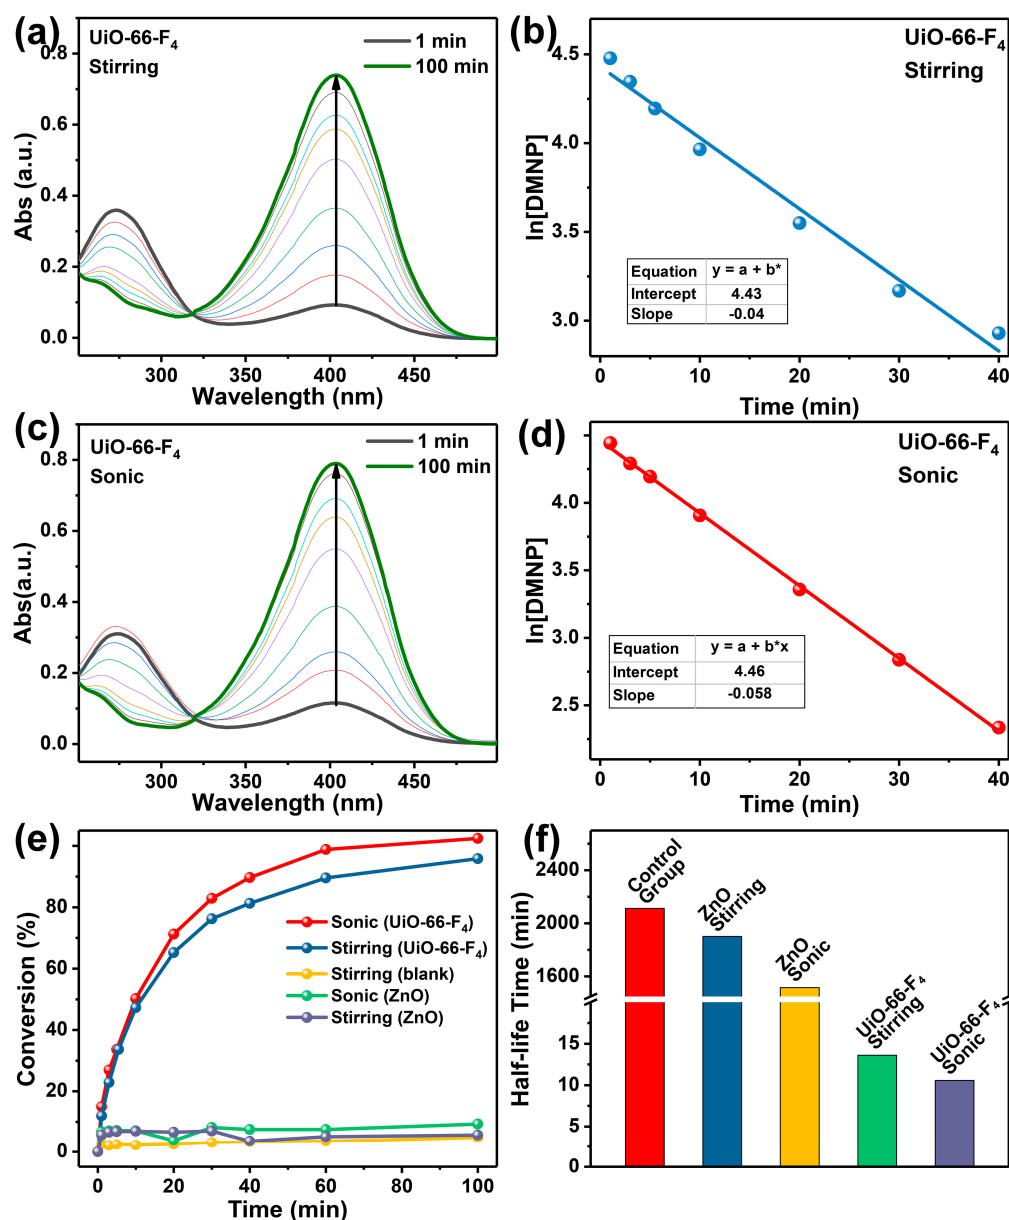 (a)
UiO-66-F4
Stirring
1 min
100 min
0.8
0.6
0.4
0.2
0.0
Abs (a.u.)
300 350 400 450
Wavelength (nm)
(b)
UiO-66-F4
Stirring
4.5
4.0
3.5
3.0
ln[DMNP]
Equation y = a + b*
Intercept 4.43
Slope -0.04
0 10 20 30 40
Time (min)
(c)
UiO-66-F4
Sonic
1 min
100 min
0.8
0.6
0.4
0.2
0.0
Abs(a.u.)
300 350 400 450
Wavelength (nm)
(d)
UiO-66-F4
Sonic
4.0
3.5
3.0
2.5
ln[DMNP]
Equation y = a + b*x
Intercept 4.46
Slope -0.058
0 10 20 30 40
Time (min)
(e)
80
60
40
20
0
Conversion (%)
Sonic (UiO-66-F4)
Stirring (UiO-66-F4)
Stirring (blank)
Sonic (ZnO)
Stirring (ZnO)
0 20 40 60 80 100
Time (min)
(f)
2400
2000
1600
15
10
5
0
Half-life Time (min)
Control
Group
ZnO
Stirring
ZnO
Sonic
UiO-66-F4
Stirring
UiO-66-F4
Sonic